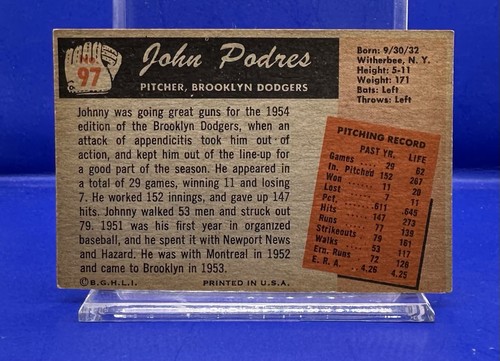 No.
97
John Podres
PITCHER, BROOKLYN DODGERS
Born: 9/30/32
Witherbee, N. Y.
Height: 5-11
Weight: 171
Bats: Left
Throws: Left
Johnny was going great guns for the 1954
edition of the Brooklyn Dodgers, when an
attack of appendicitis took him out of
action, and kept him out of the line-up for
a good part of the season. He appeared in
a total of 29 games, winning 11 and losing
7. He worked 152 innings, and gave up 147
hits. Johnny walked 53 men and struck out
79. 1951 was his first year in organized
baseball, and he spent it with Newport News
and Hazard. He was with Montreal in 1952
and came to Brooklyn in 1953.
©B.G.H.L.I. PRINTED IN U.S.A.
PITCHING RECORD
PAST YR. LIFE
Games 29 62
In. Pitched 152 267
Won 11 20
Lost 7 11
Pct. .611 .645
Hits 147 273
Runs 77 138
Strikeouts 79 161
Walks 53 117
Ern. Runs 72 126
E. R. A. 4.26 4.25